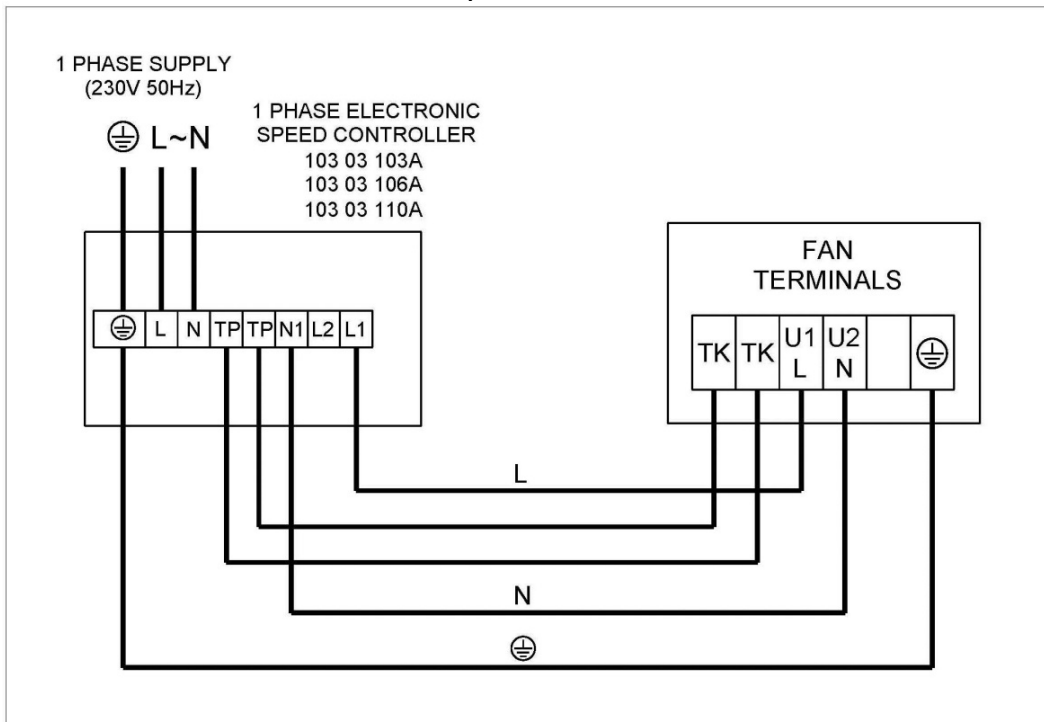 1 PHASE SUPPLY
(230V 50Hz)
L~N
1 PHASE ELECTRONIC
SPEED CONTROLLER
103 03 103A
103 03 106A
103 03 110A
L N TP TP N1 L2 L1
FAN
TERMINALS
TK TK U1 U2
L N
L
N